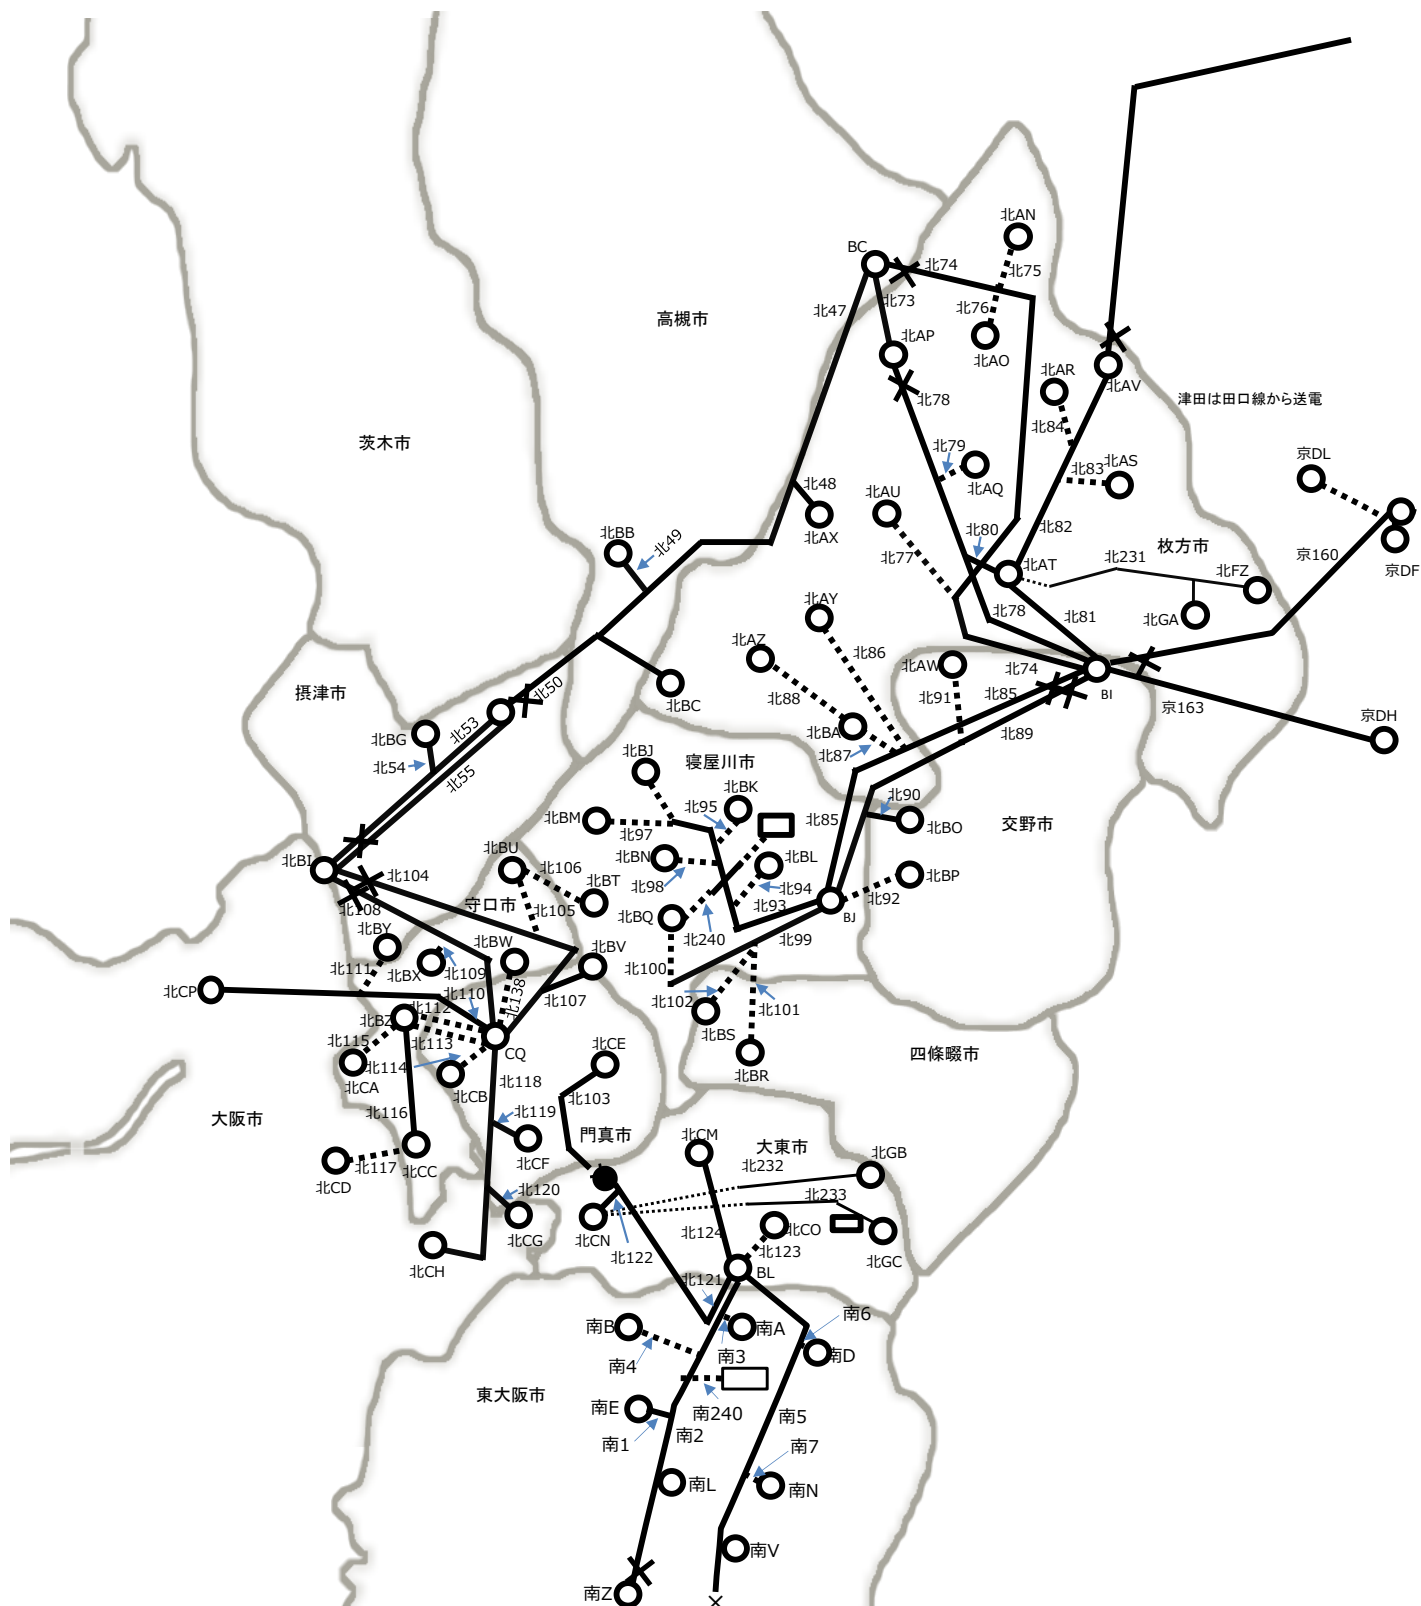 北AN
BC
北74
北75
北73
北47
北76
高槻市
北AP
北AO
北AR
北AV
北78
津田は田口線から送電
北84
茨木市
北79
北AS
京DL
北83
北48
北AU
北AQ
北AX
北80
北82
北BB
北49
枚方市
北77
北AT
北231
京160
北FZ
京DF
北AY
北78
北81
北GA
北AZ
北86
北AW
北74
摂津市
北50
北88
北91
北85
BI
北BC
京163
京DH
北53
北BG
北BA
北89
北54
北BJ
寝屋川市
北87
北55
北BK
北90
北95
北BM
北85
北BO
交野市
北97
北BU
北BN
北BL
北BI
北106
北104
北98
北94
北BP
北BT
北92
北108
守口市
北105
北BQ
北93
BJ
北BY
北BW
北BV
北240
北99
北111
北BX
北109
北100
北CP
北110
北138
北107
北102
北101
北112
北BZ
北115
北113
北BS
CQ
北CE
四條畷市
北114
北CA
北CB
北118
北BR
北103
北116
北119
大阪市
門真市
北CM
大東市
北GB
北117
北CC
北CF
北232
北CD
北120
北233
北CG
北CN
北124
北CO
北CH
北122
北123
北GC
北121
BL
南6
南B
南A
南4
南3
南D
東大阪市
南E
南240
南5
南1
南2
南7
南L
南N
南V
南Z